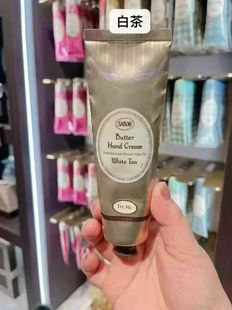 白茶
SABON
Butter
Hand Cream
White Tea
Try Me